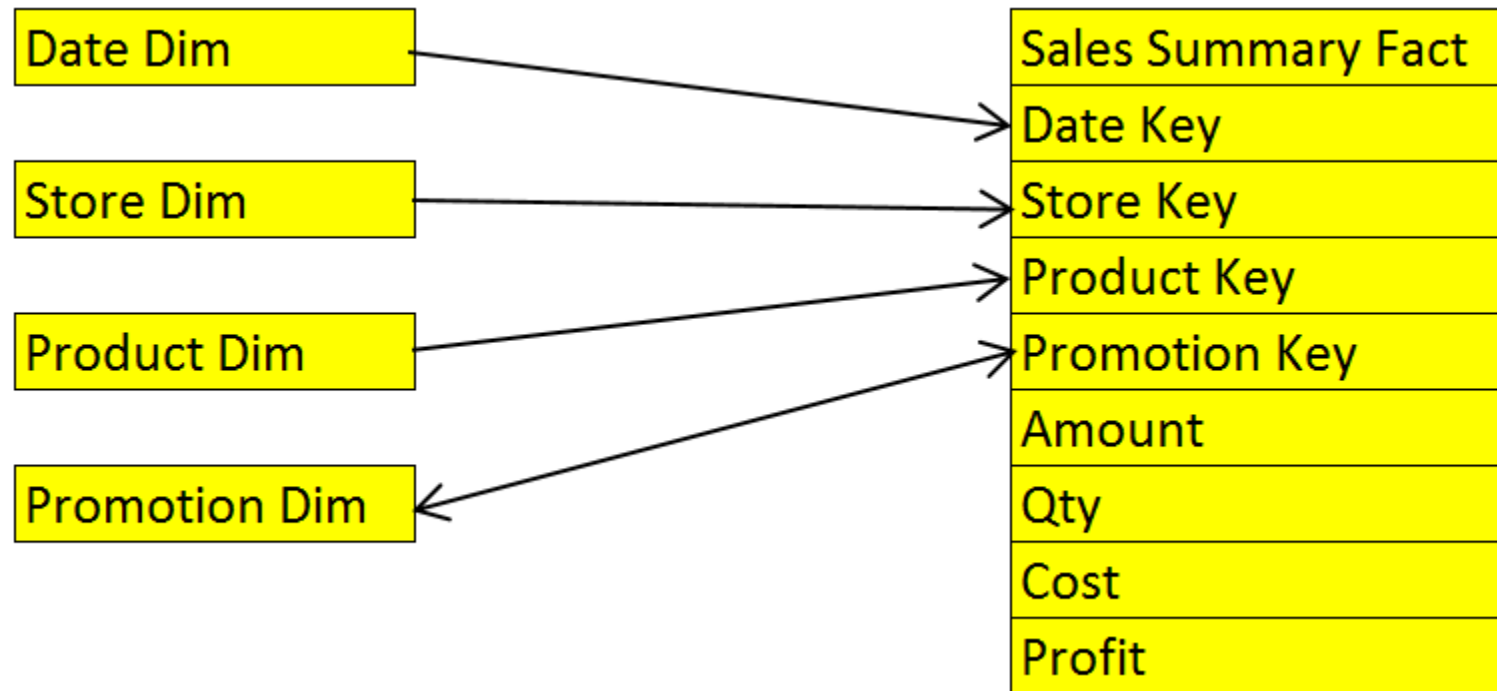 Date Dim
Store Dim
Product Dim
Promotion Dim
Sales Summary Fact
Date Key
Store Key
Product Key
Promotion Key
Amount
Qty
Cost
Profit